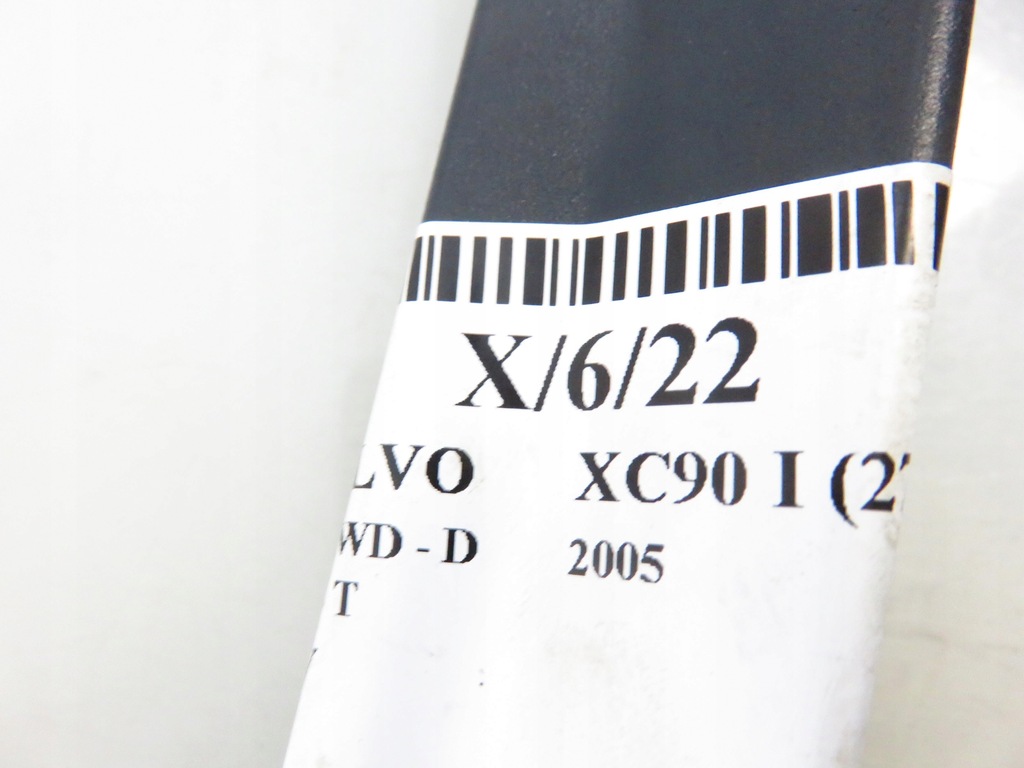 X/6/22
LVO XC90 I (2
WD - D 2005
T